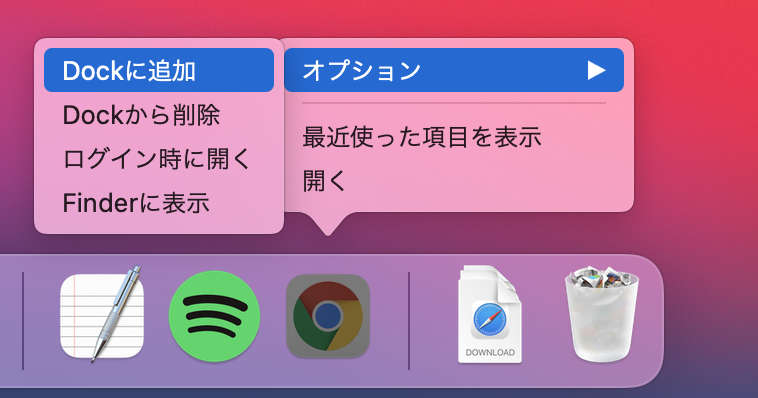 Dockに追加
Dockから削除
ログイン時に開く
Finderに表示
オプション
最近使った項目を表示
開く
DOWNLOAD